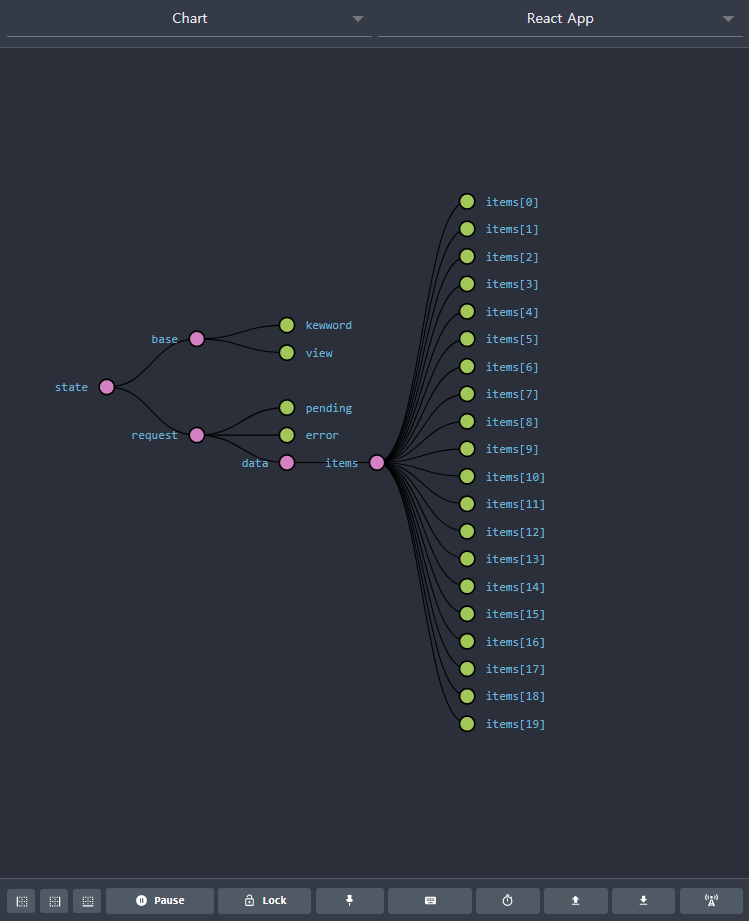 Chart
React App
items[0]
items[1]
items[2]
items[3]
items[4]
kewword
base
items[5]
view
items[6]
state
items[7]
pending
items[8]
request
error
items[9]
data
items
items[10]
items[11]
items[12]
items[13]
items[14]
items[15]
items[16]
items[17]
items[18]
items[19]
Pause
Lock